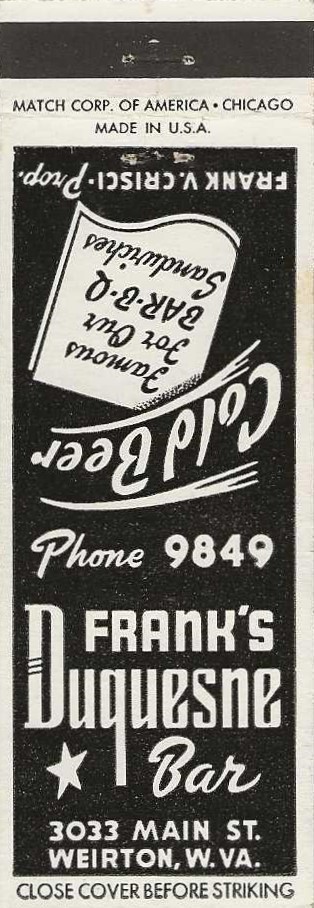 MATCH CORP. OF AMERICA • CHICAGO
MADE IN U.S.A.
Cold Beer
Famous
For Our
BAR-B-Q
Sandwiches
FRANK V. CRISCI - Prop.
Phone 9849
FRANK'S
Duquesne
Bar
3033 MAIN ST.
WEIRTON, W. VA.
CLOSE COVER BEFORE STRIKING